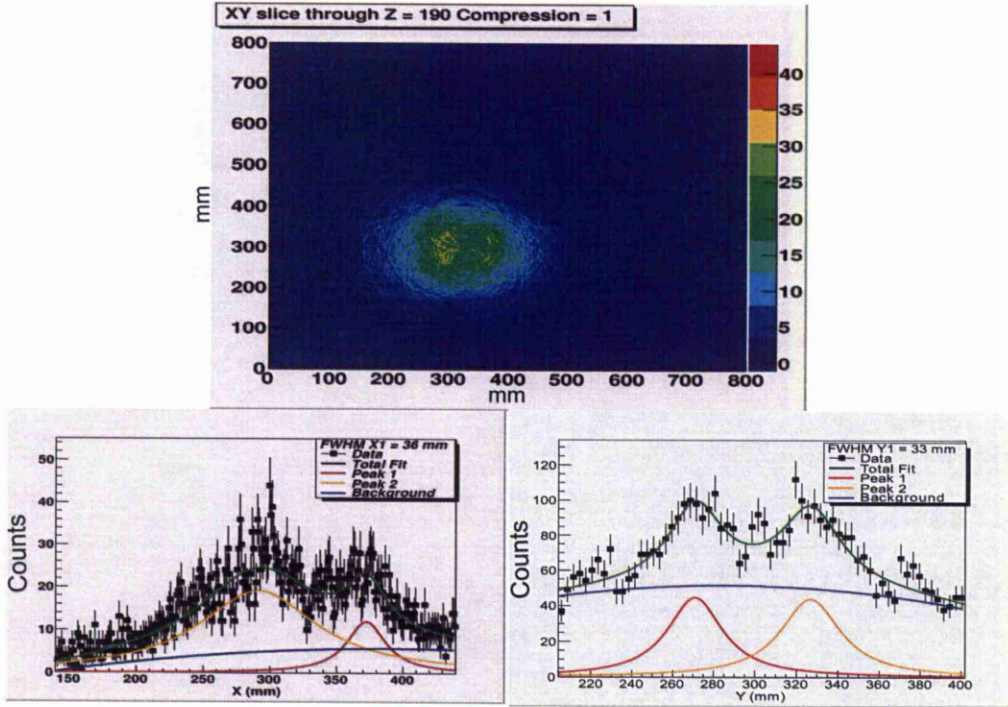 XY slice through Z = 190 Compression = 1
800
700
600
500
400
300
200
100
0
mm
0 100 200 300 400 500 600 700 800
mm
40
35
30
25
20
15
10
5
0
FWHM X1 = 36 mm
Data
Total Fit
Peak 1
Peak 2
Background
50
40
30
20
10
0
Counts
150 200 250 300 350 400
X (mm)
FWHM Y1 = 33 mm
Data
Total Fit
Peak 1
Peak 2
Background
120
100
80
60
40
20
0
Counts
220 240 260 280 300 320 340 360 380 400
Y (mm)